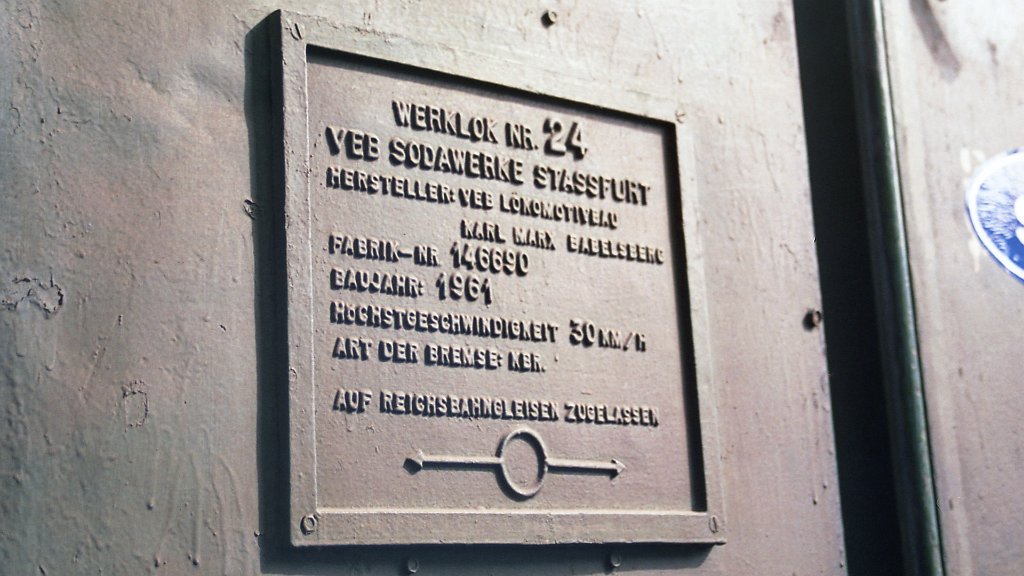 WERKLOK NR. 24
VEB SODAWERKE STASSFURT
HERSTELLER: VEB LOKOMOTIVBAU
KARL MARX BABELSBERG
FABRIK-NR. 146690
BAUJAHR: 1961
HÖCHSTGESCHWINDIGKEIT 30 KM/H
ART DER BREMSE: KBR.
AUF REICHSBAHNGLEISEN ZUGELASSEN